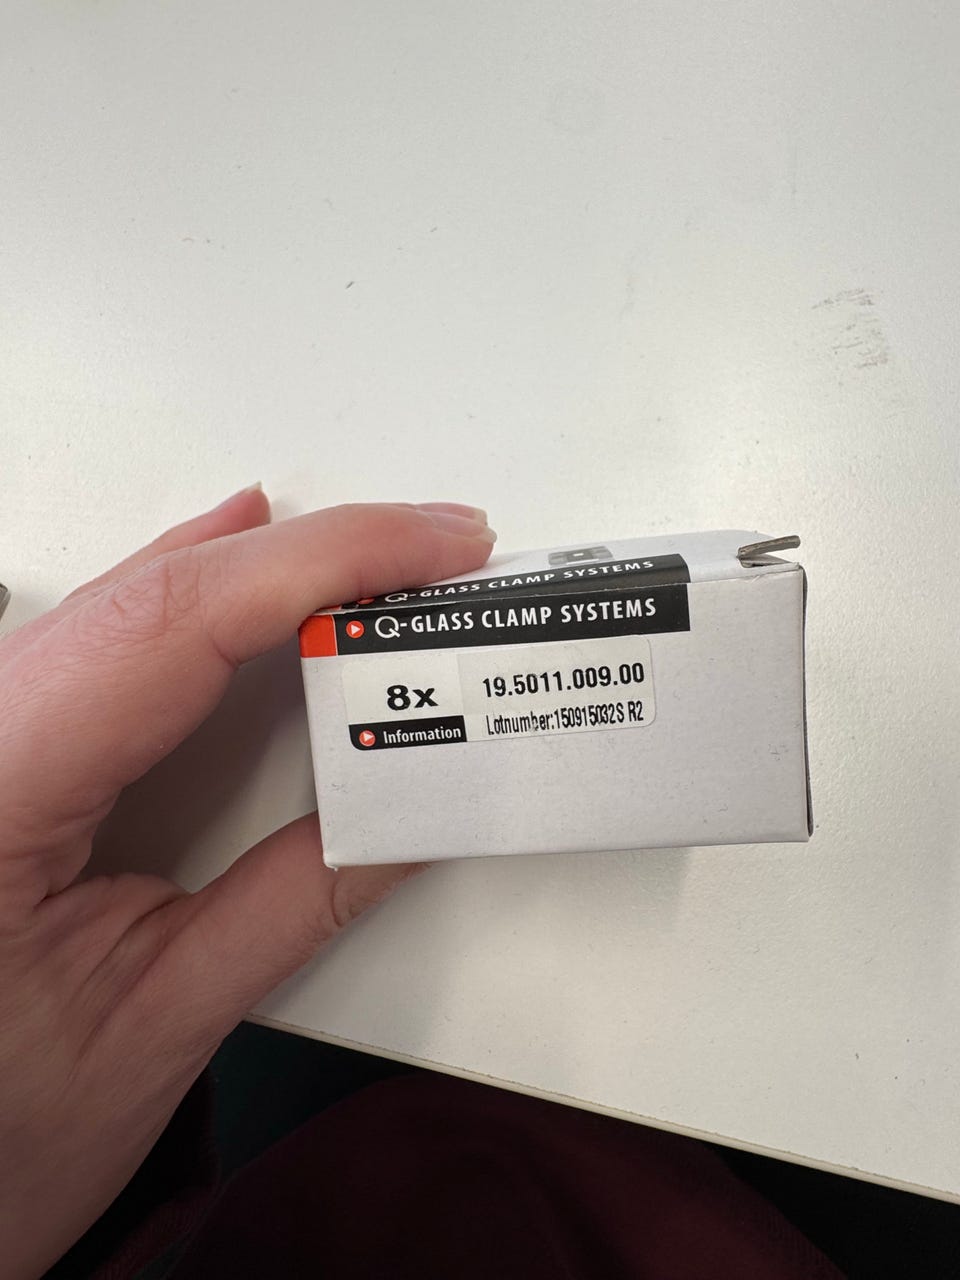 Q-GLASS CLAMP SYSTEMS
Q-GLASS CLAMP SYSTEMS
8x
19.5011.009.00
Information
Lotnumber:150915032S R2